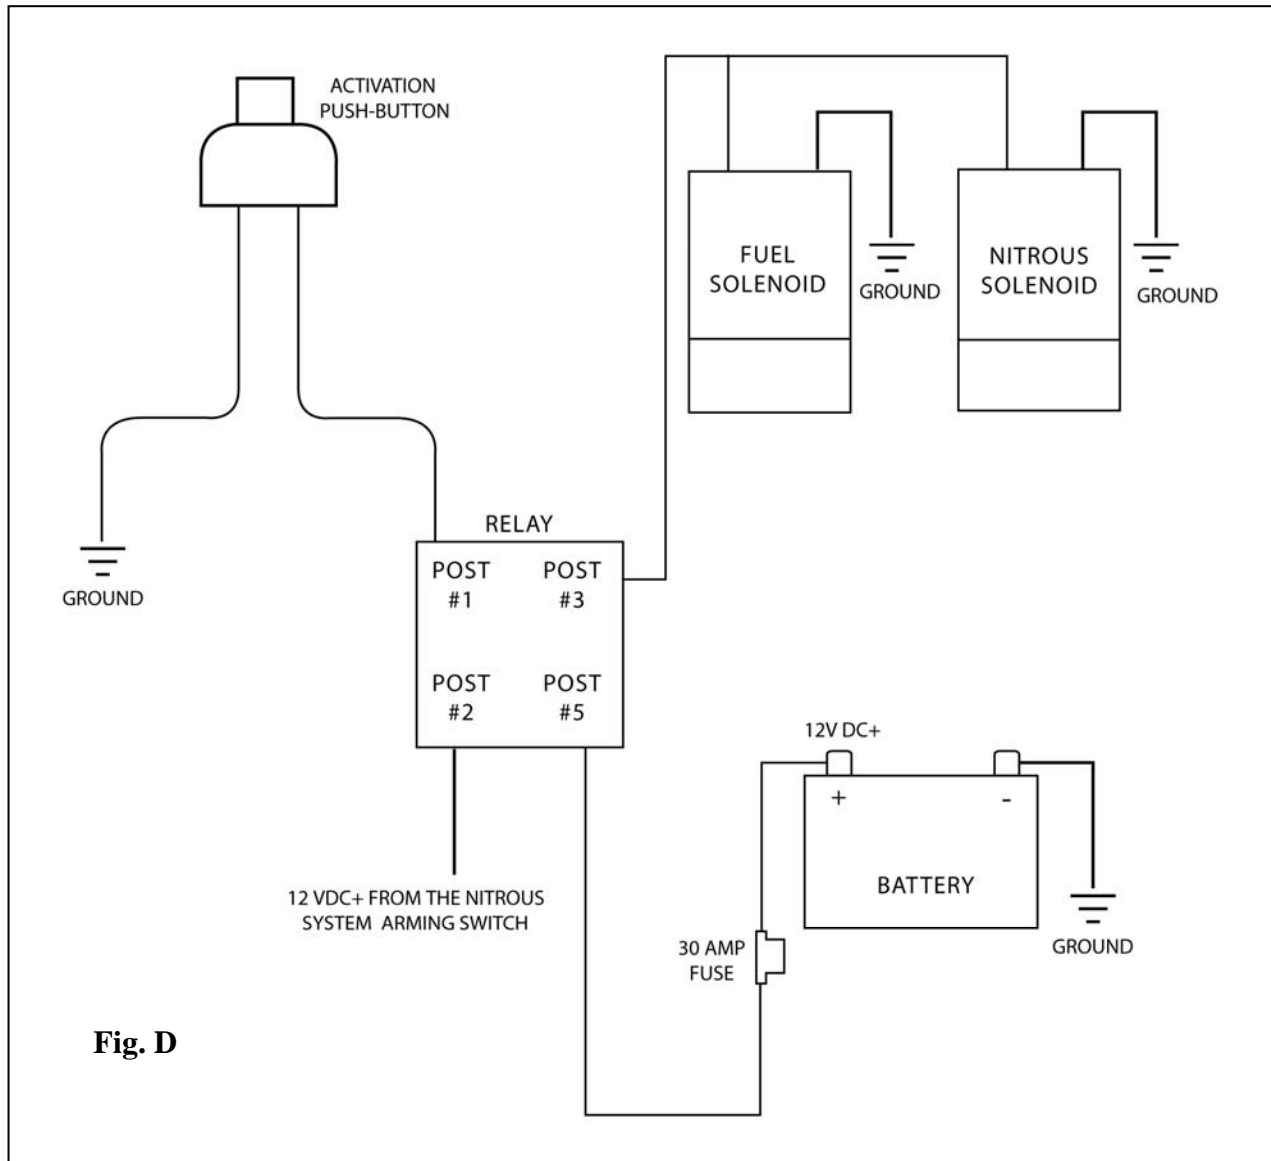 ACTIVATION
PUSH-BUTTON
FUEL
SOLENOID
GROUND
NITROUS
SOLENOID
GROUND
GROUND
RELAY
POST
#1
POST
#3
POST
#2
POST
#5
12 VDC+ FROM THE NITROUS
SYSTEM ARMING SWITCH
12V DC+
+
-
BATTERY
GROUND
30 AMP
FUSE
Fig. D